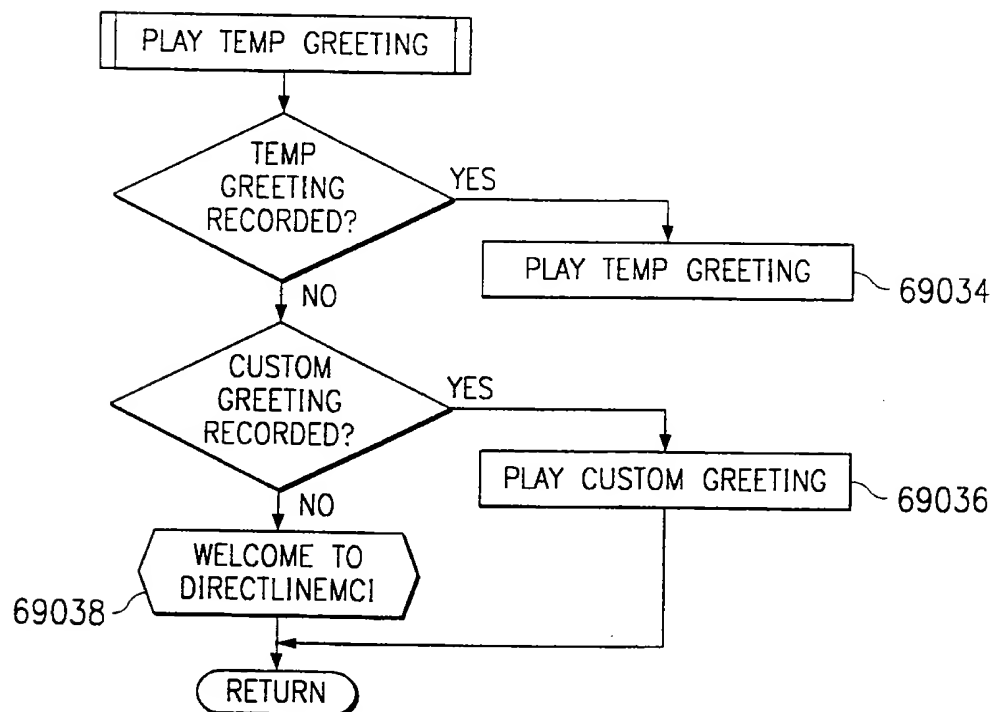 PLAY TEMP GREETING
TEMP
GREETING
RECORDED?
YES
PLAY TEMP GREETING
69034
NO
CUSTOM
GREETING
RECORDED?
YES
PLAY CUSTOM GREETING
69036
NO
WELCOME TO
DIRECTLINEMCI
69038
RETURN